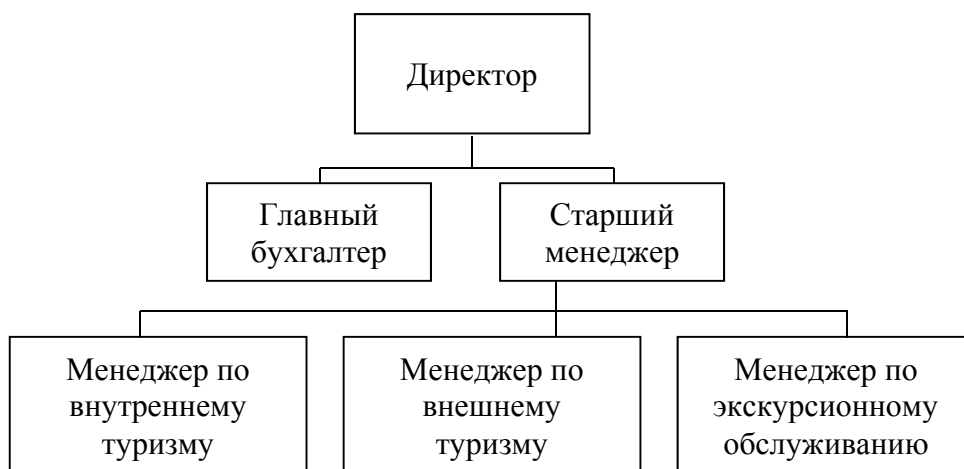 Директор
Главный
бухгалтер
Старший
менеджер
Менеджер по
внутреннему
туризму
Менеджер по
внешнему
туризму
Менеджер по
экскурсионному
обслуживанию